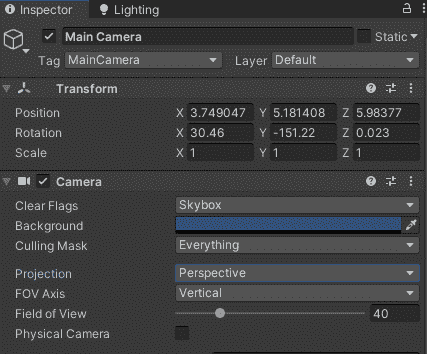 Inspector Lighting
Main Camera Static
Tag MainCamera Layer Default
Transform
Position X 3.749047 Y 5.181408 Z 5.98377
Rotation X 30.46 Y -151.22 Z 0.023
Scale X 1 Y 1 Z 1
Camera
Clear Flags Skybox
Background
Culling Mask Everything
Projection Perspective
FOV Axis Vertical
Field of View 40
Physical Camera